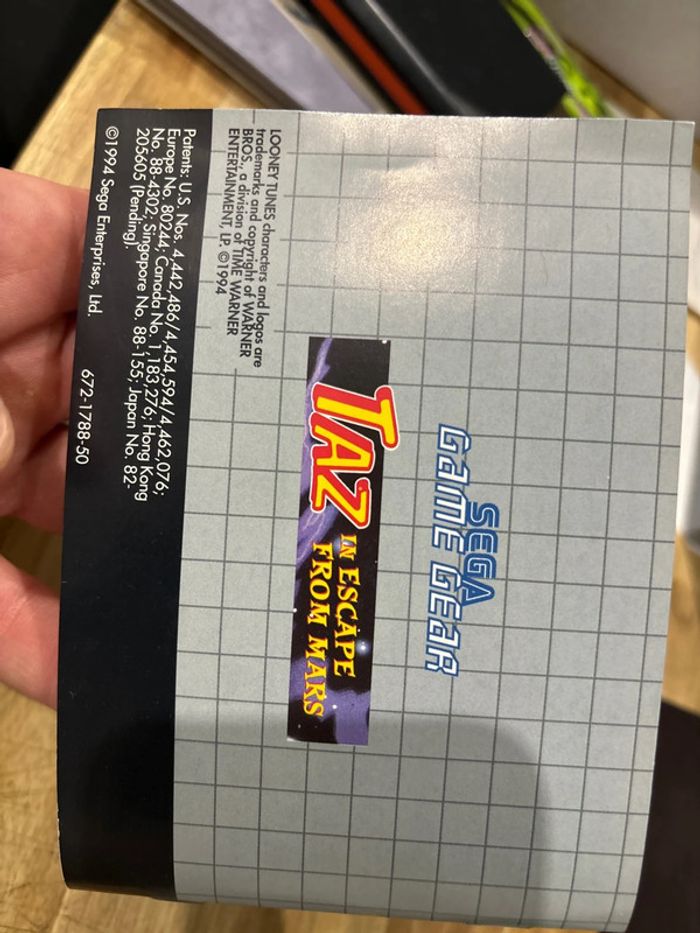 SEGA
GAME GEAR
TAZ
IN ESCAPE
FROM MARS
LOONEY TUNES characters and logos are
trademarks and copyright of WARNER
BROS., a division of TIME WARNER
ENTERTAINMENT, LP. ©1994
Patents: U.S. Nos. 4,442,486/4,454,594/4,462,076;
Europe No. 80244; Canada No. 1,183,276; Hong Kong
No. 88-4302; Singapore No. 88-155; Japan No. 82-
205605 (Pending).
©1994 Sega Enterprises, Ltd. 672-1788-50